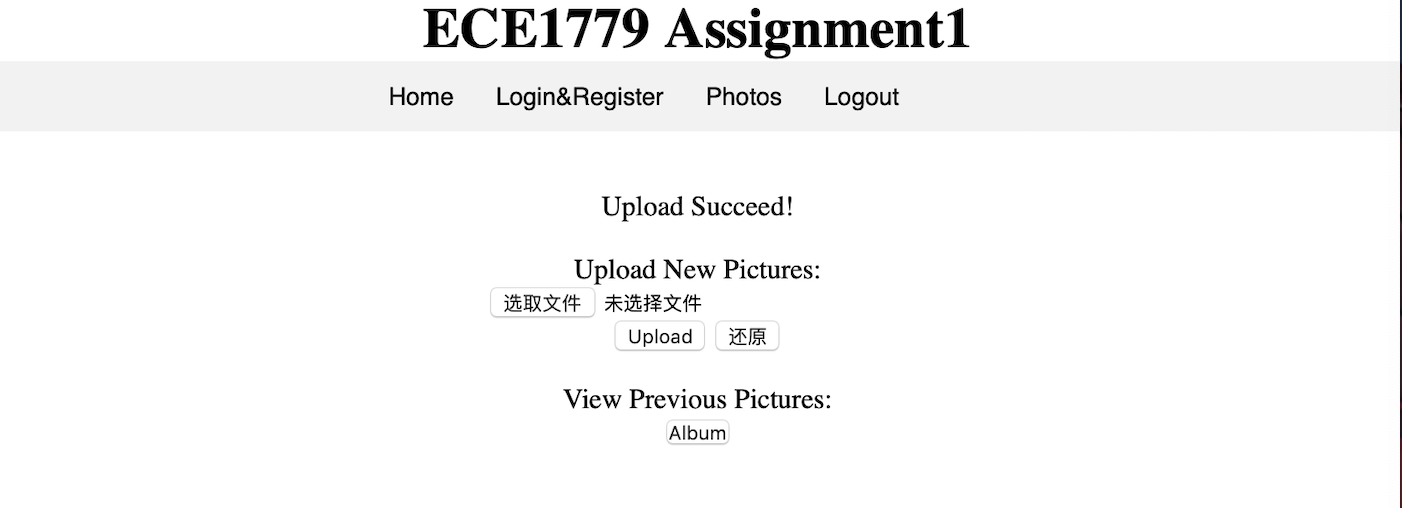 ECE1779 Assignment1
Home Login&Register Photos Logout
Upload Succeed!
Upload New Pictures:
选取文件 未选择文件
Upload 还原
View Previous Pictures:
Album